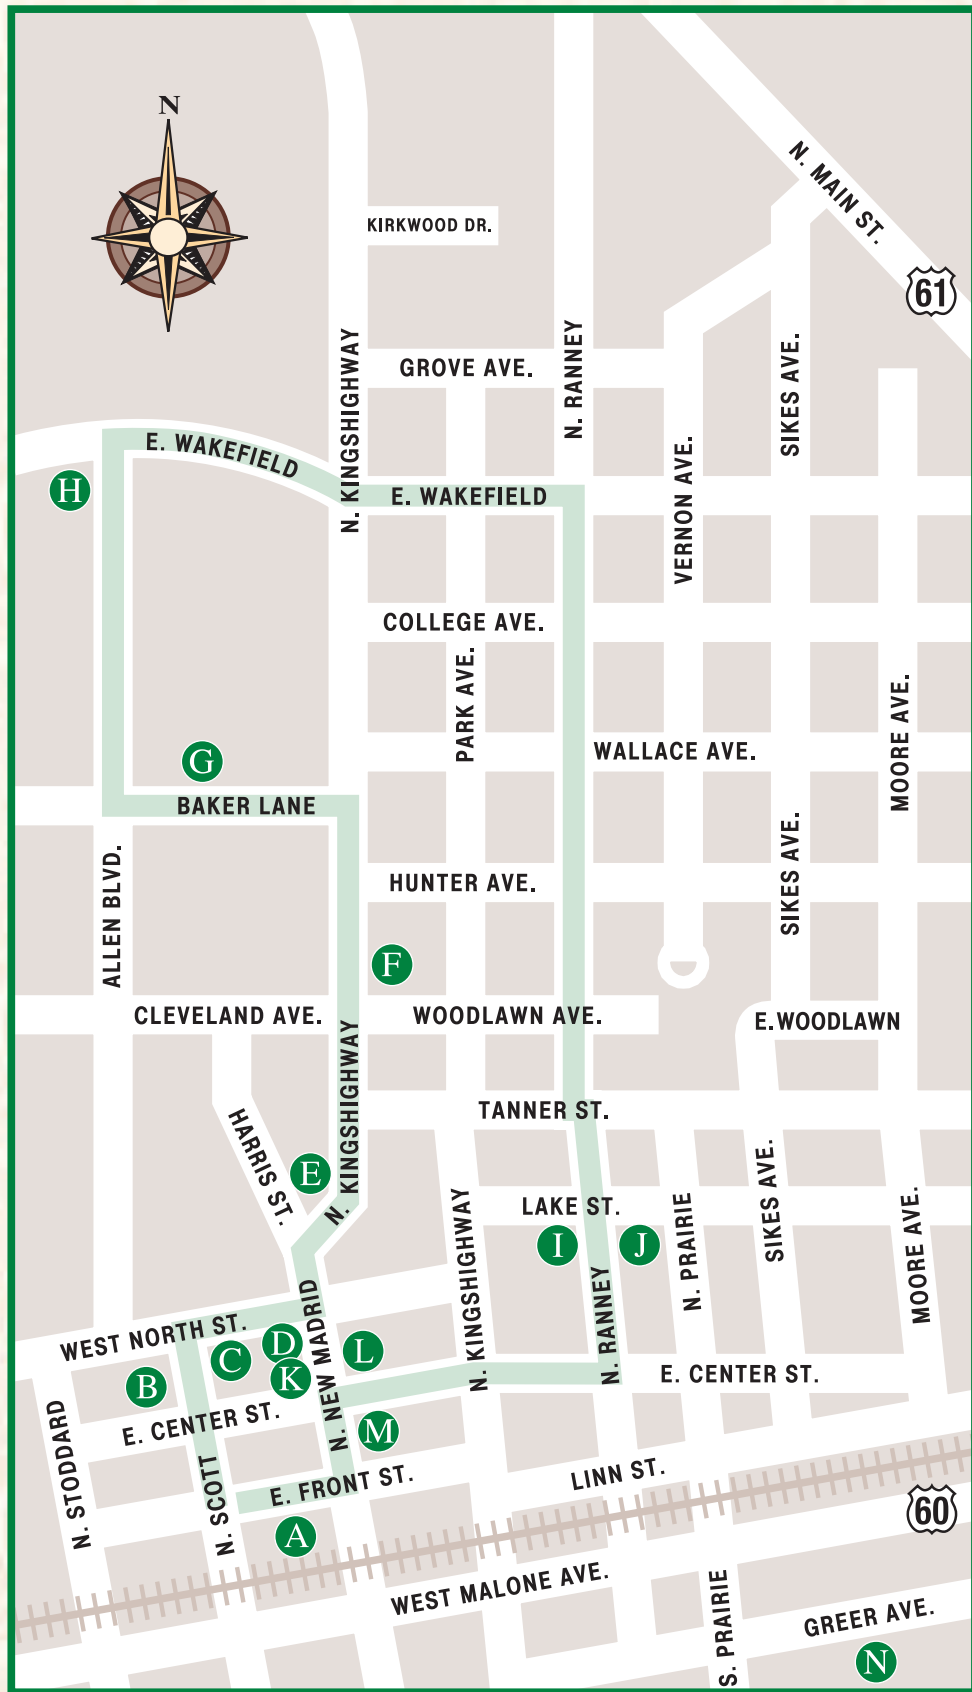 N
N. MAIN ST.
KIRKWOOD DR.
61
N. KINGSHIGHWAY
GROVE AVE.
N. RANNEY
SIKES AVE.
E. WAKEFIELD
H
E. WAKEFIELD
VERNON AVE.
COLLEGE AVE.
PARK AVE.
MOORE AVE.
G
WALLACE AVE.
BAKER LANE
ALLEN BLVD.
HUNTER AVE.
SIKES AVE.
F
CLEVELAND AVE.
WOODLAWN AVE.
E. WOODLAWN
N. KINGSHIGHWAY
TANNER ST.
HARRIS ST.
E
LAKE ST.
SIKES AVE.
N. KINGSHIGHWAY
I
J
N. PRAIRIE
MOORE AVE.
N. RANNEY
WEST NORTH ST.
N. NEW MADRID
D
L
C
K
B
E. CENTER ST.
E. CENTER ST.
M
N. STODDARD
N. SCOTT
E. FRONT ST.
LINN ST.
A
60
WEST MALONE AVE.
S. PRAIRIE
GREER AVE.
N